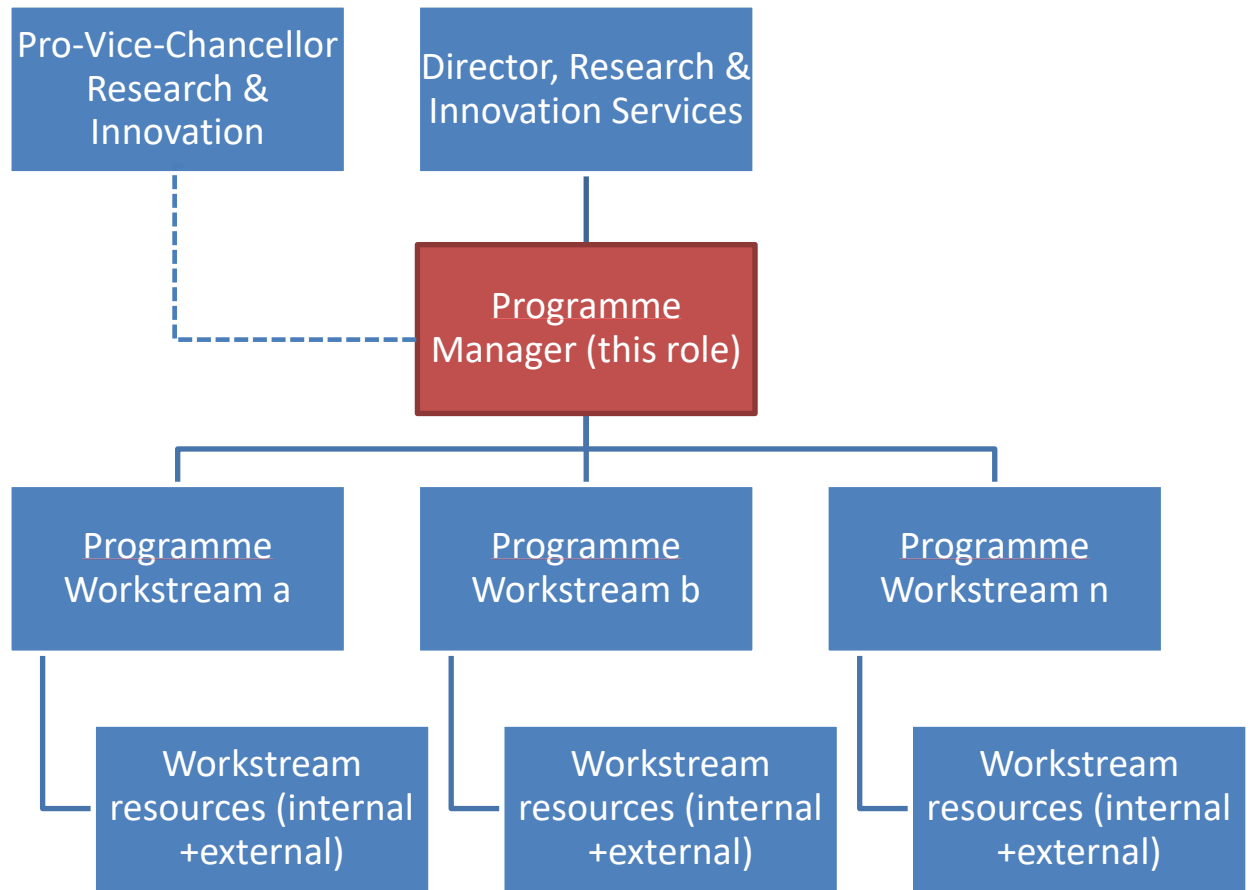 Pro-Vice-Chancellor
Research &
Innovation
Director, Research &
Innovation Services
Programme
Manager (this role)
Programme
Workstream a
Programme
Workstream b
Programme
Workstream n
Workstream
resources (internal
+external)
Workstream
resources (internal
+external)
Workstream
resources (internal
+external)